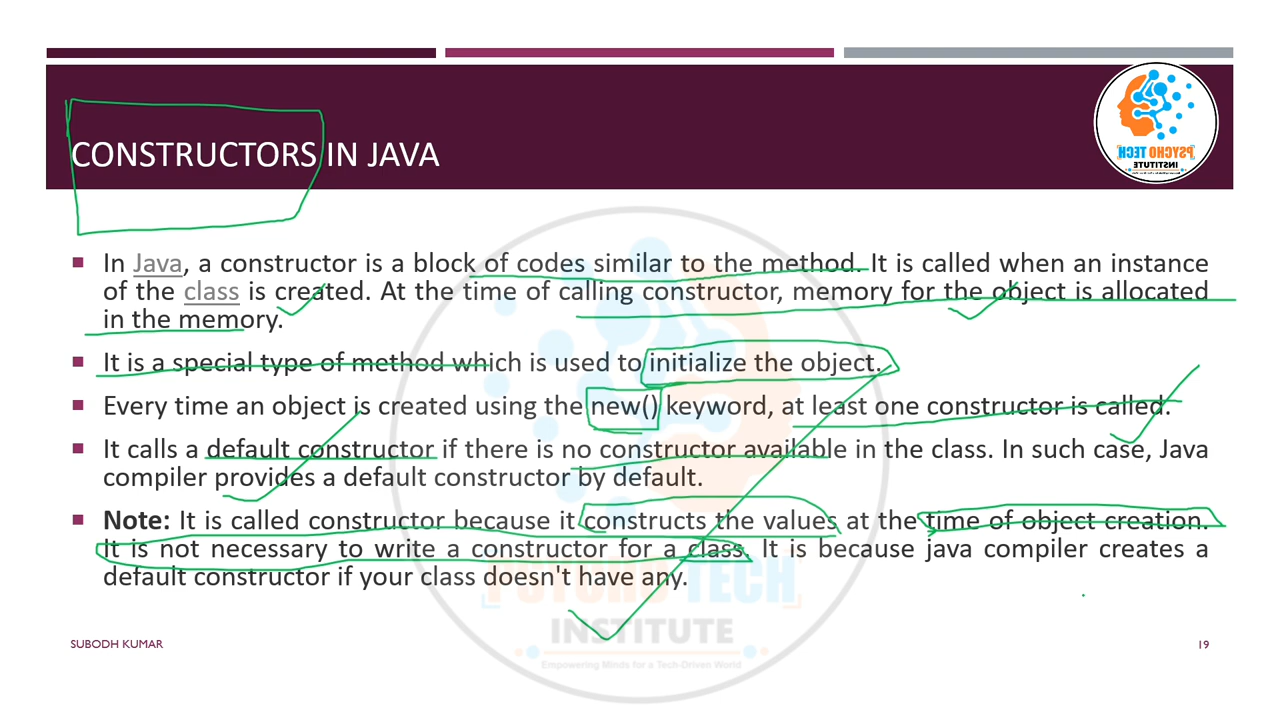 CONSTRUCTORS IN JAVA
PSYCHO TECH
INSTITUTE
In Java, a constructor is a block of codes similar to the method. It is called when an instance
of the class is created. At the time of calling constructor, memory for the object is allocated
in the memory.
It is a special type of method which is used to initialize the object.
Every time an object is created using the new() keyword, at least one constructor is called.
It calls a default constructor if there is no constructor available in the class. In such case, Java
compiler provides a default constructor by default.
Note: It is called constructor because it constructs the values at the time of object creation.
It is not necessary to write a constructor for a class. It is because java compiler creates a
default constructor if your class doesn't have any.
PSYCHO TECH
INSTITUTE
Empowering Minds for a Tech-Driven World
SUBODH KUMAR
19